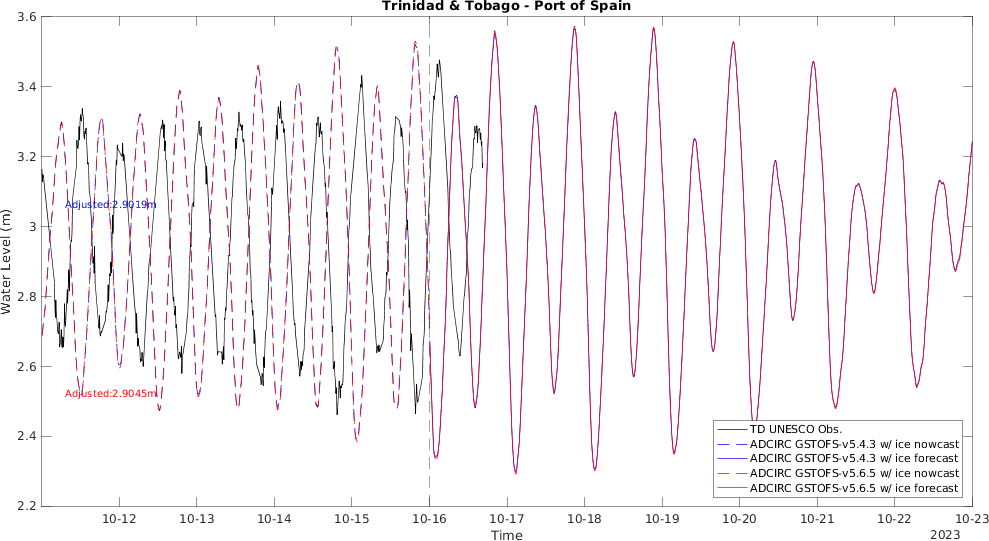 Trinidad & Tobago - Port of Spain
3.6
3.4
3.2
3
2.8
2.6
2.4
2.2
Water Level (m)
Adjusted:2.9019m
Adjusted:2.9045m
TD UNESCO Obs.
ADCIRC GSTOFS-v5.4.3 w/ ice nowcast
ADCIRC GSTOFS-v5.4.3 w/ ice forecast
ADCIRC GSTOFS-v5.6.5 w/ ice nowcast
ADCIRC GSTOFS-v5.6.5 w/ ice forecast
10-12 10-13 10-14 10-15 10-16 10-17 10-18 10-19 10-20 10-21 10-22 10-23
Time
2023